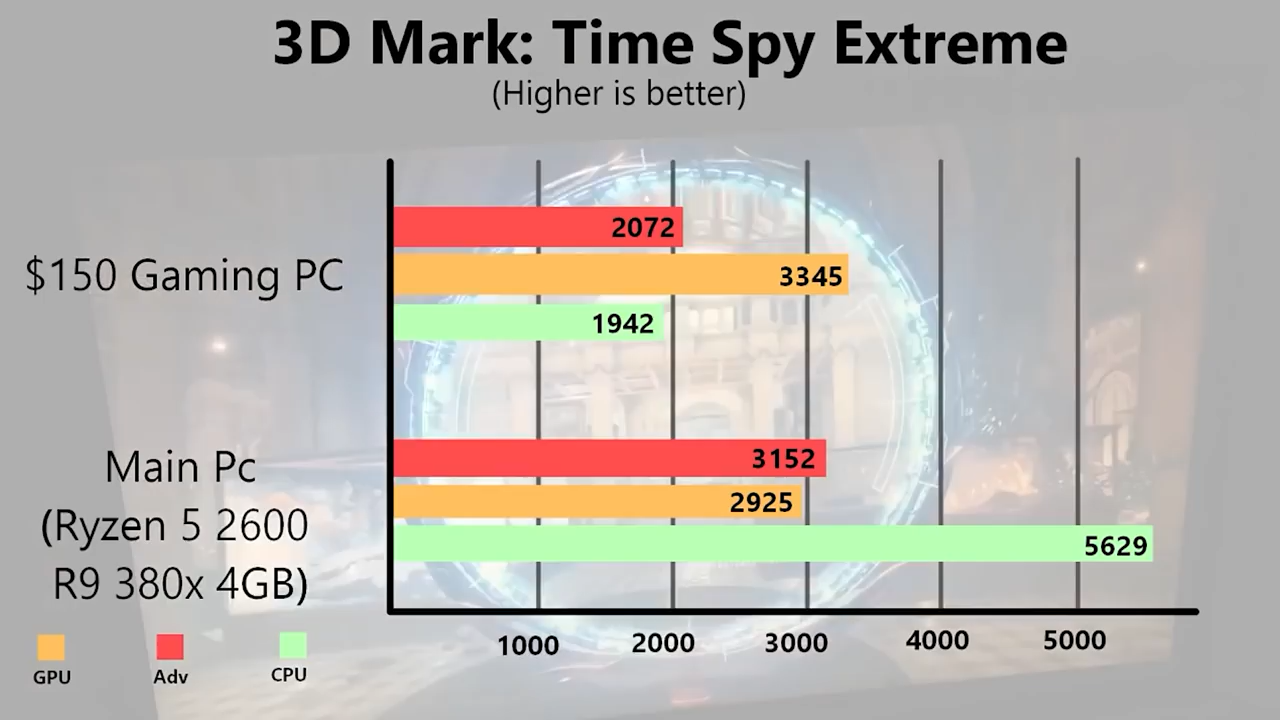 3D Mark: Time Spy Extreme
(Higher is better)
$150 Gaming PC
2072
3345
1942
Main Pc
(Ryzen 5 2600
R9 380x 4GB)
3152
2925
5629
1000 2000 3000 4000 5000
GPU Adv CPU